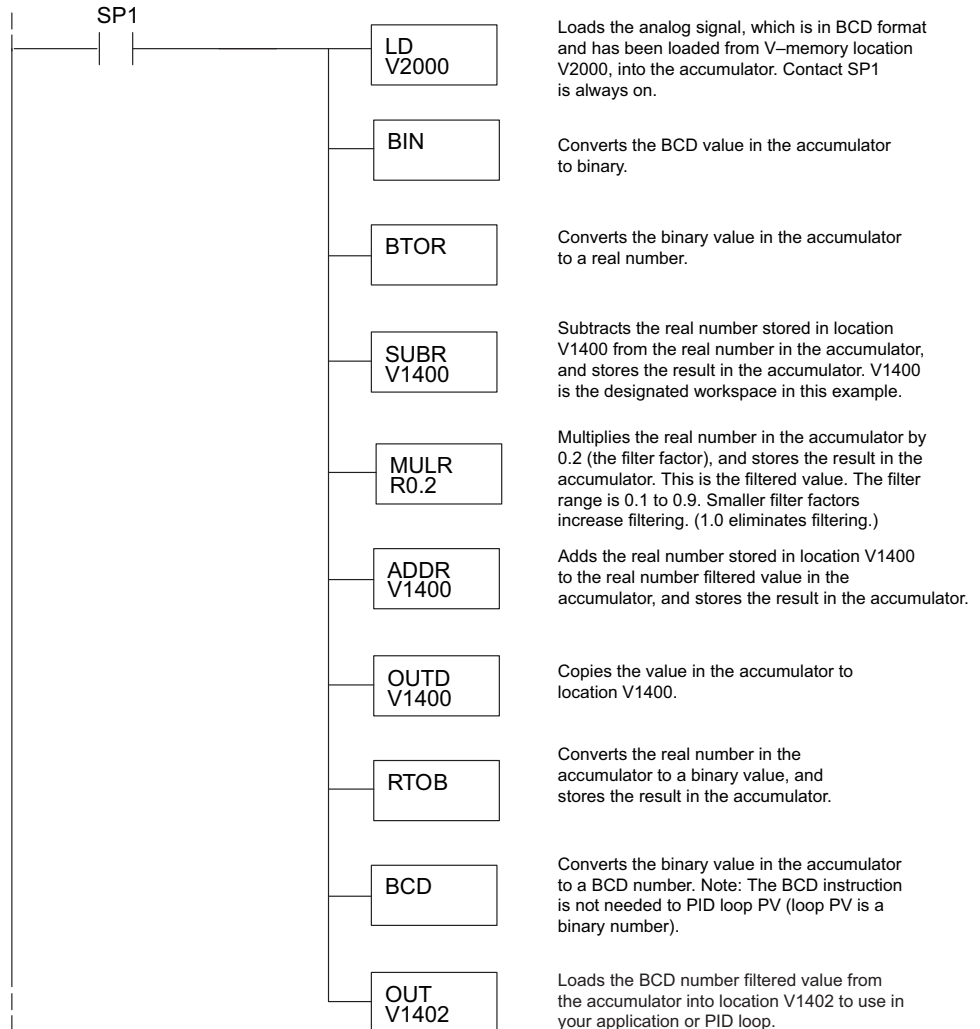 SP1
LD
V2000
Loads the analog signal, which is in BCD format
and has been loaded from V–memory location
V2000, into the accumulator. Contact SP1
is always on.
BIN
Converts the BCD value in the accumulator
to binary.
BTOR
Converts the binary value in the accumulator
to a real number.
SUBR
V1400
Subtracts the real number stored in location
V1400 from the real number in the accumulator,
and stores the result in the accumulator. V1400
is the designated workspace in this example.
MULR
R0.2
Multiplies the real number in the accumulator by
0.2 (the filter factor), and stores the result in the
accumulator. This is the filtered value. The filter
range is 0.1 to 0.9. Smaller filter factors
increase filtering. (1.0 eliminates filtering.)
ADDR
V1400
Adds the real number stored in location V1400
to the real number filtered value in the
accumulator, and stores the result in the accumulator.
OUTD
V1400
Copies the value in the accumulator to
location V1400.
RTOB
Converts the real number in the
accumulator to a binary value, and
stores the result in the accumulator.
BCD
Converts the binary value in the accumulator
to a BCD number. Note: The BCD instruction
is not needed to PID loop PV (loop PV is a
binary number).
OUT
V1402
Loads the BCD number filtered value from
the accumulator into location V1402 to use in
your application or PID loop.